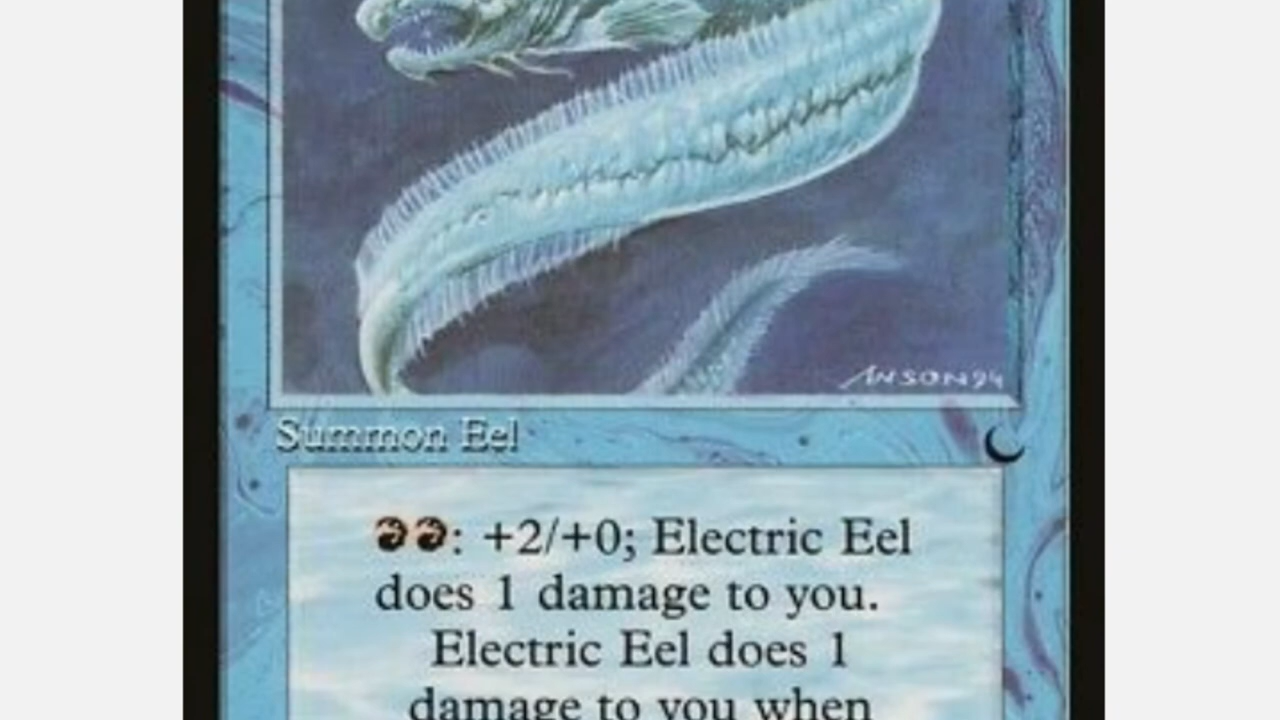 ANSON94
Summon Eel
: +2/+0; Electric Eel
does 1 damage to you.
Electric Eel does 1
damage to you when